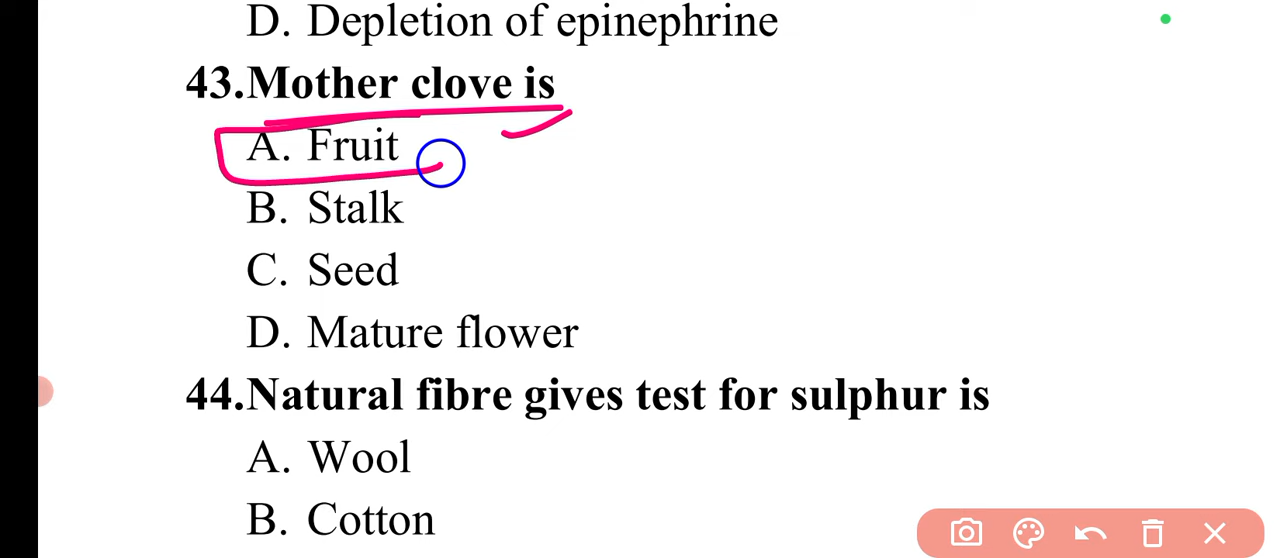 D. Depletion of epinephrine
43.Mother clove is
A. Fruit
B. Stalk
C. Seed
D. Mature flower
44.Natural fibre gives test for sulphur is
A. Wool
B. Cotton